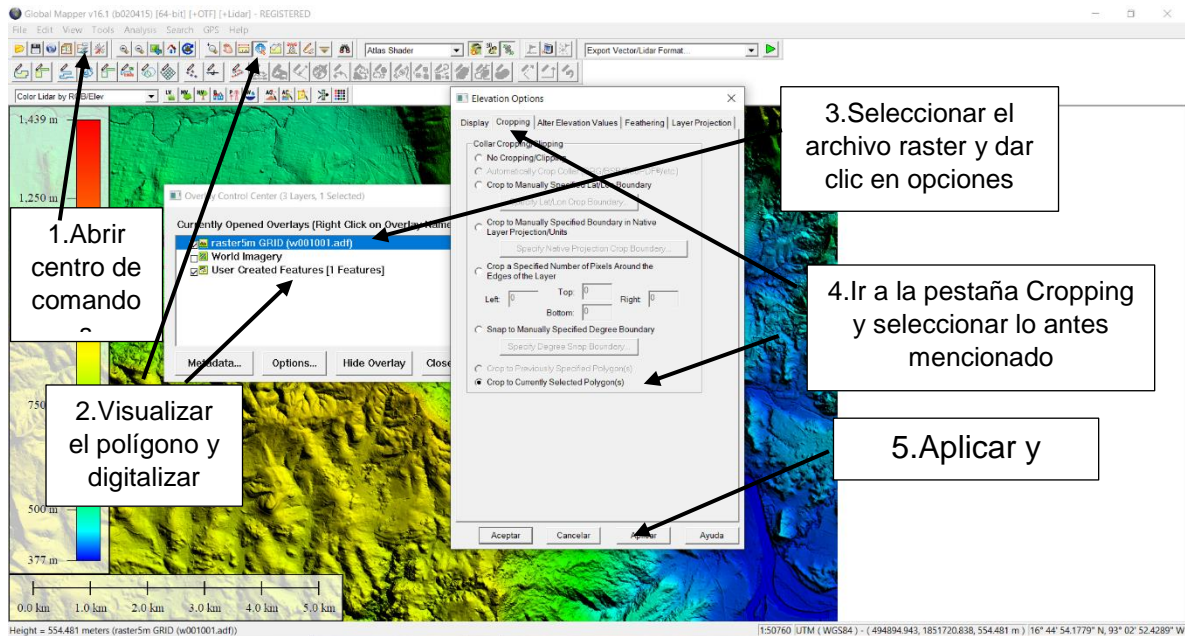 Global Mapper v16.1 (b020415) [64-bit] [+OTF] [+Lidar] - REGISTERED
File Edit View Tools Analysis Search GPS Help
Atlas Shader
Export Vector/Lidar Format...
Color Lidar by RGB/Elev
1,439 m
1,250 m
750
500 m
377 m
0.0 km 1.0 km 2.0 km 3.0 km 4.0 km 5.0 km
1.Abrir
centro de
comando
s
2.Visualizar
el polígono y
digitalizar
Overlay Control Center (3 Layers, 1 Selected)
Currently Opened Overlays [Right Click on Overlay Name
raster5m GRID (w001001.adf)
World Imagery
User Created Features [1 Features]
Metadata...
Options...
Hide Overlay
Close
Elevation Options
Display Cropping Alter Elevation Values Feathering Layer Projection
Collar Cropping/Clipping
No Cropping/Clipping
Automatically Crop Collar
Crop to Manually Specified Lat/Lon Boundary
Specify Lat/Lon Crop Boundary...
Crop to Manually Specified Boundary in Native
Layer Projection/Units
Specify Native Projection Crop Boundary...
Crop a Specified Number of Pixels Around the
Edges of the Layer
Top: 0
Left: 0 Right: 0
Bottom: 0
Snap to Manually Specified Degree Boundary
Specify Degree Snap Boundary...
Crop to Previously Specified Polygon(s)
Crop to Currently Selected Polygon(s)
Aceptar
Cancelar
Aplicar
Ayuda
3.Seleccionar el
archivo raster y dar
clic en opciones
4.Ir a la pestaña Cropping
y seleccionar lo antes
mencionado
5.Aplicar y
Height = 554.481 meters (raster5m GRID (w001001.adf))
1:50760 UTM ( WGS84 ) - ( 494894.943, 1851720.838, 554.481 m ) 16° 44' 54.1779" N, 93° 02' 52.4289" W